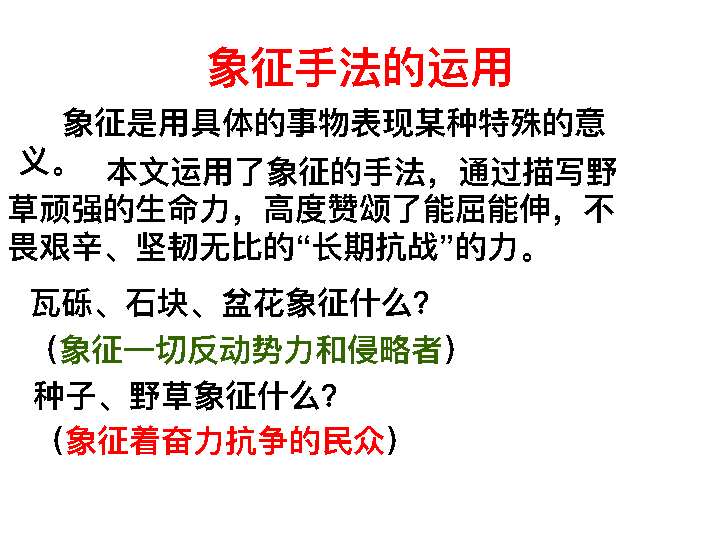 象征手法的运用
象征是用具体的事物表现某种特殊的意
义。
本文运用了象征的手法，通过描写野
草顽强的生命力，高度赞颂了能屈能伸，不
畏艰辛、坚韧无比的“长期抗战”的力。
瓦砾、石块、盆花象征什么？
（象征一切反动势力和侵略者）
种子、野草象征什么？
（象征着奋力抗争的民众）